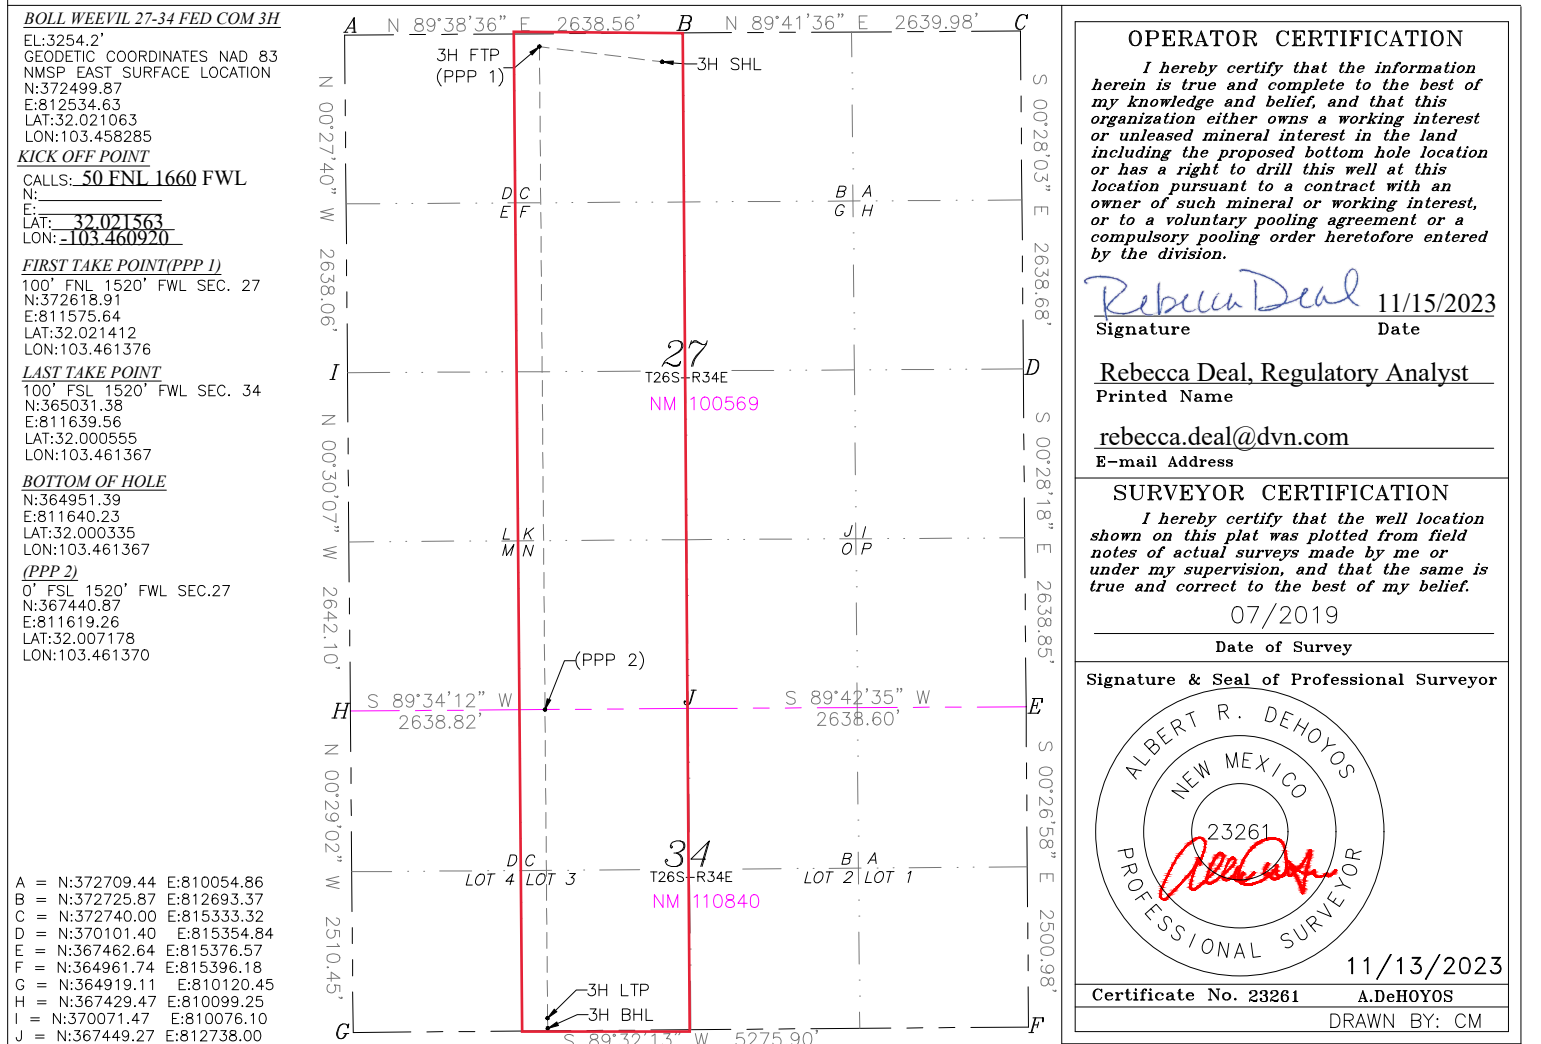 BOLL WEEVIL 27-34 FED COM 3H
EL:3254.2'
GEODETIC COORDINATES NAD 83
NMSP EAST SURFACE LOCATION
N:372499.87
E:812534.63
LAT:32.021063
LON:103.458285
KICK OFF POINT
CALLS: 50 FNL 1660 FWL
N:
E:
LAT: 32.021563
LON: -103.460920
FIRST TAKE POINT(PPP 1)
100' FNL 1520' FWL SEC. 27
N:372618.91
E:811575.64
LAT:32.021412
LON:103.461376
LAST TAKE POINT
100' FSL 1520' FWL SEC. 34
N:365031.38
E:811639.56
LAT:32.000555
LON:103.461367
BOTTOM OF HOLE
N:364951.39
E:811640.23
LAT:32.000335
LON:103.461367
(PPP 2)
0' FSL 1520' FWL SEC.27
N:367440.87
E:811619.26
LAT:32.007178
LON:103.461370
A = N:372709.44 E:810054.86
B = N:372725.87 E:812693.37
C = N:372740.00 E:815333.32
D = N:370101.40 E:815354.84
E = N:367462.64 E:815376.57
F = N:364961.74 E:815396.18
G = N:364919.11 E:810120.45
H = N:367429.47 E:810099.25
I = N:370071.47 E:810076.10
J = N:367449.27 E:812738.00
A N 89°38'36" E 2638.56' B N 89°41'36" E 2639.98' C
3H FTP
(PPP 1)
3H SHL
N 00°27'40" W 2638.06'
S 00°28'03" E 2638.68'
D C
E F
B A
G H
I
D
27
T26S-R34E
NM 100569
N 00°30'07" W 2642.10'
S 00°28'18" E 2638.85'
L K
M N
J I
O P
(PPP 2)
H
S 89°34'12" W
2638.82'
J
S 89°42'35" W
2638.60'
E
N 00°29'02" W 2510.45'
S 00°26'58" E 2500.98'
D C
LOT 4 LOT 3
B A
LOT 2 LOT 1
34
T26S-R34E
NM 110840
3H LTP
3H BHL
G
S 89°32'13" W 5275.90'
F
OPERATOR CERTIFICATION
I hereby certify that the information
herein is true and complete to the best of
my knowledge and belief, and that this
organization either owns a working interest
or unleased mineral interest in the land
including the proposed bottom hole location
or has a right to drill this well at this
location pursuant to a contract with an
owner of such mineral or working interest,
or to a voluntary pooling agreement or a
compulsory pooling order heretofore entered
by the division.
Rebecca Deal 11/15/2023
Signature Date
Rebecca Deal, Regulatory Analyst
Printed Name
rebecca.deal@dvn.com
E-mail Address
SURVEYOR CERTIFICATION
I hereby certify that the well location
shown on this plat was plotted from field
notes of actual surveys made by me or
under my supervision, and that the same is
true and correct to the best of my belief.
07/2019
Date of Survey
Signature & Seal of Professional Surveyor
ALBERT R. DEHOYOS
NEW MEXICO
23261
PROFESSIONAL SURVEYOR
11/13/2023
Certificate No. 23261 A.DeHOYOS
DRAWN BY: CM